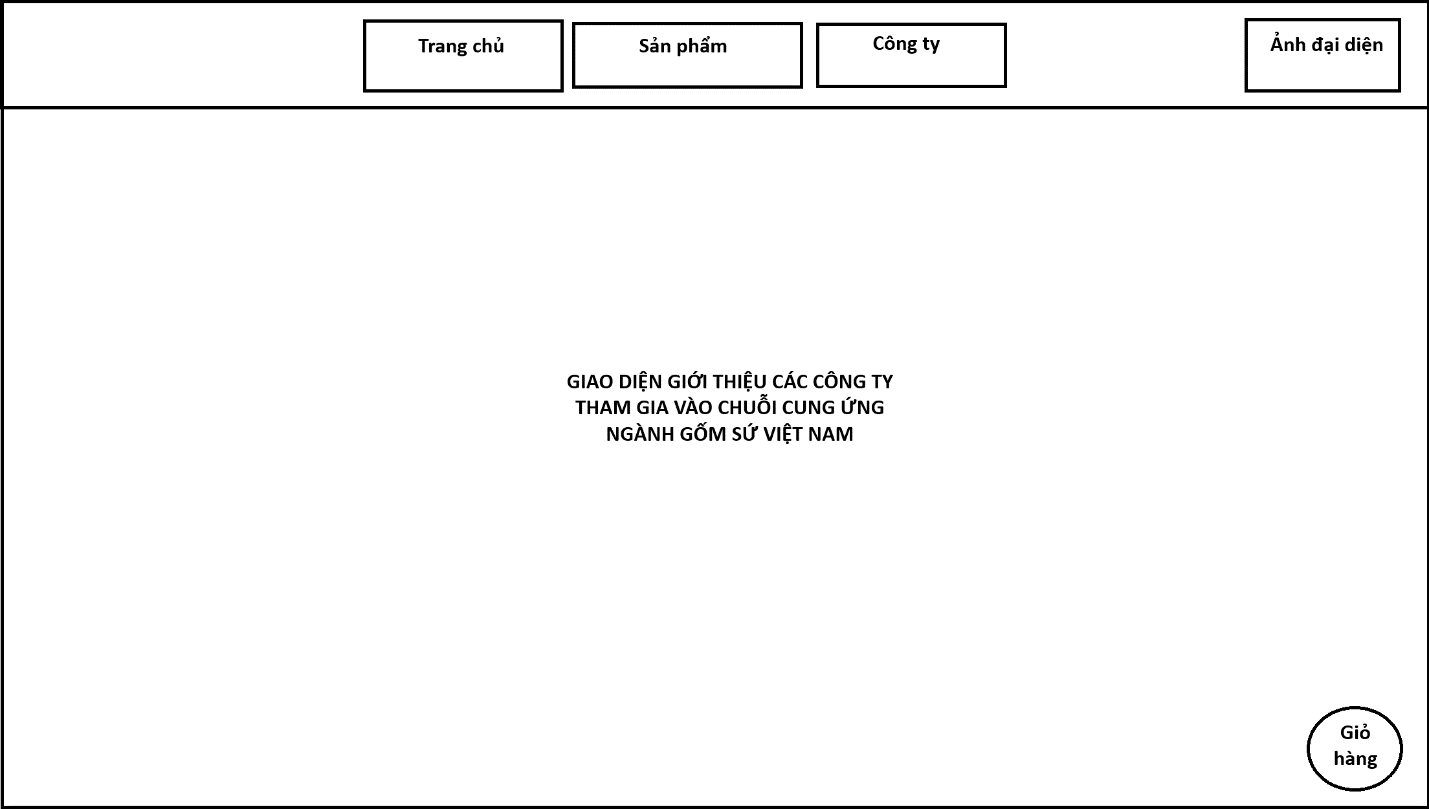 Trang chủ
Sản phẩm
Công ty
Ảnh đại diện
GIAO DIỆN GIỚI THIỆU CÁC CÔNG TY
THAM GIA VÀO CHUỖI CUNG ỨNG
NGÀNH GỐM SỨ VIỆT NAM
Giỏ
hàng